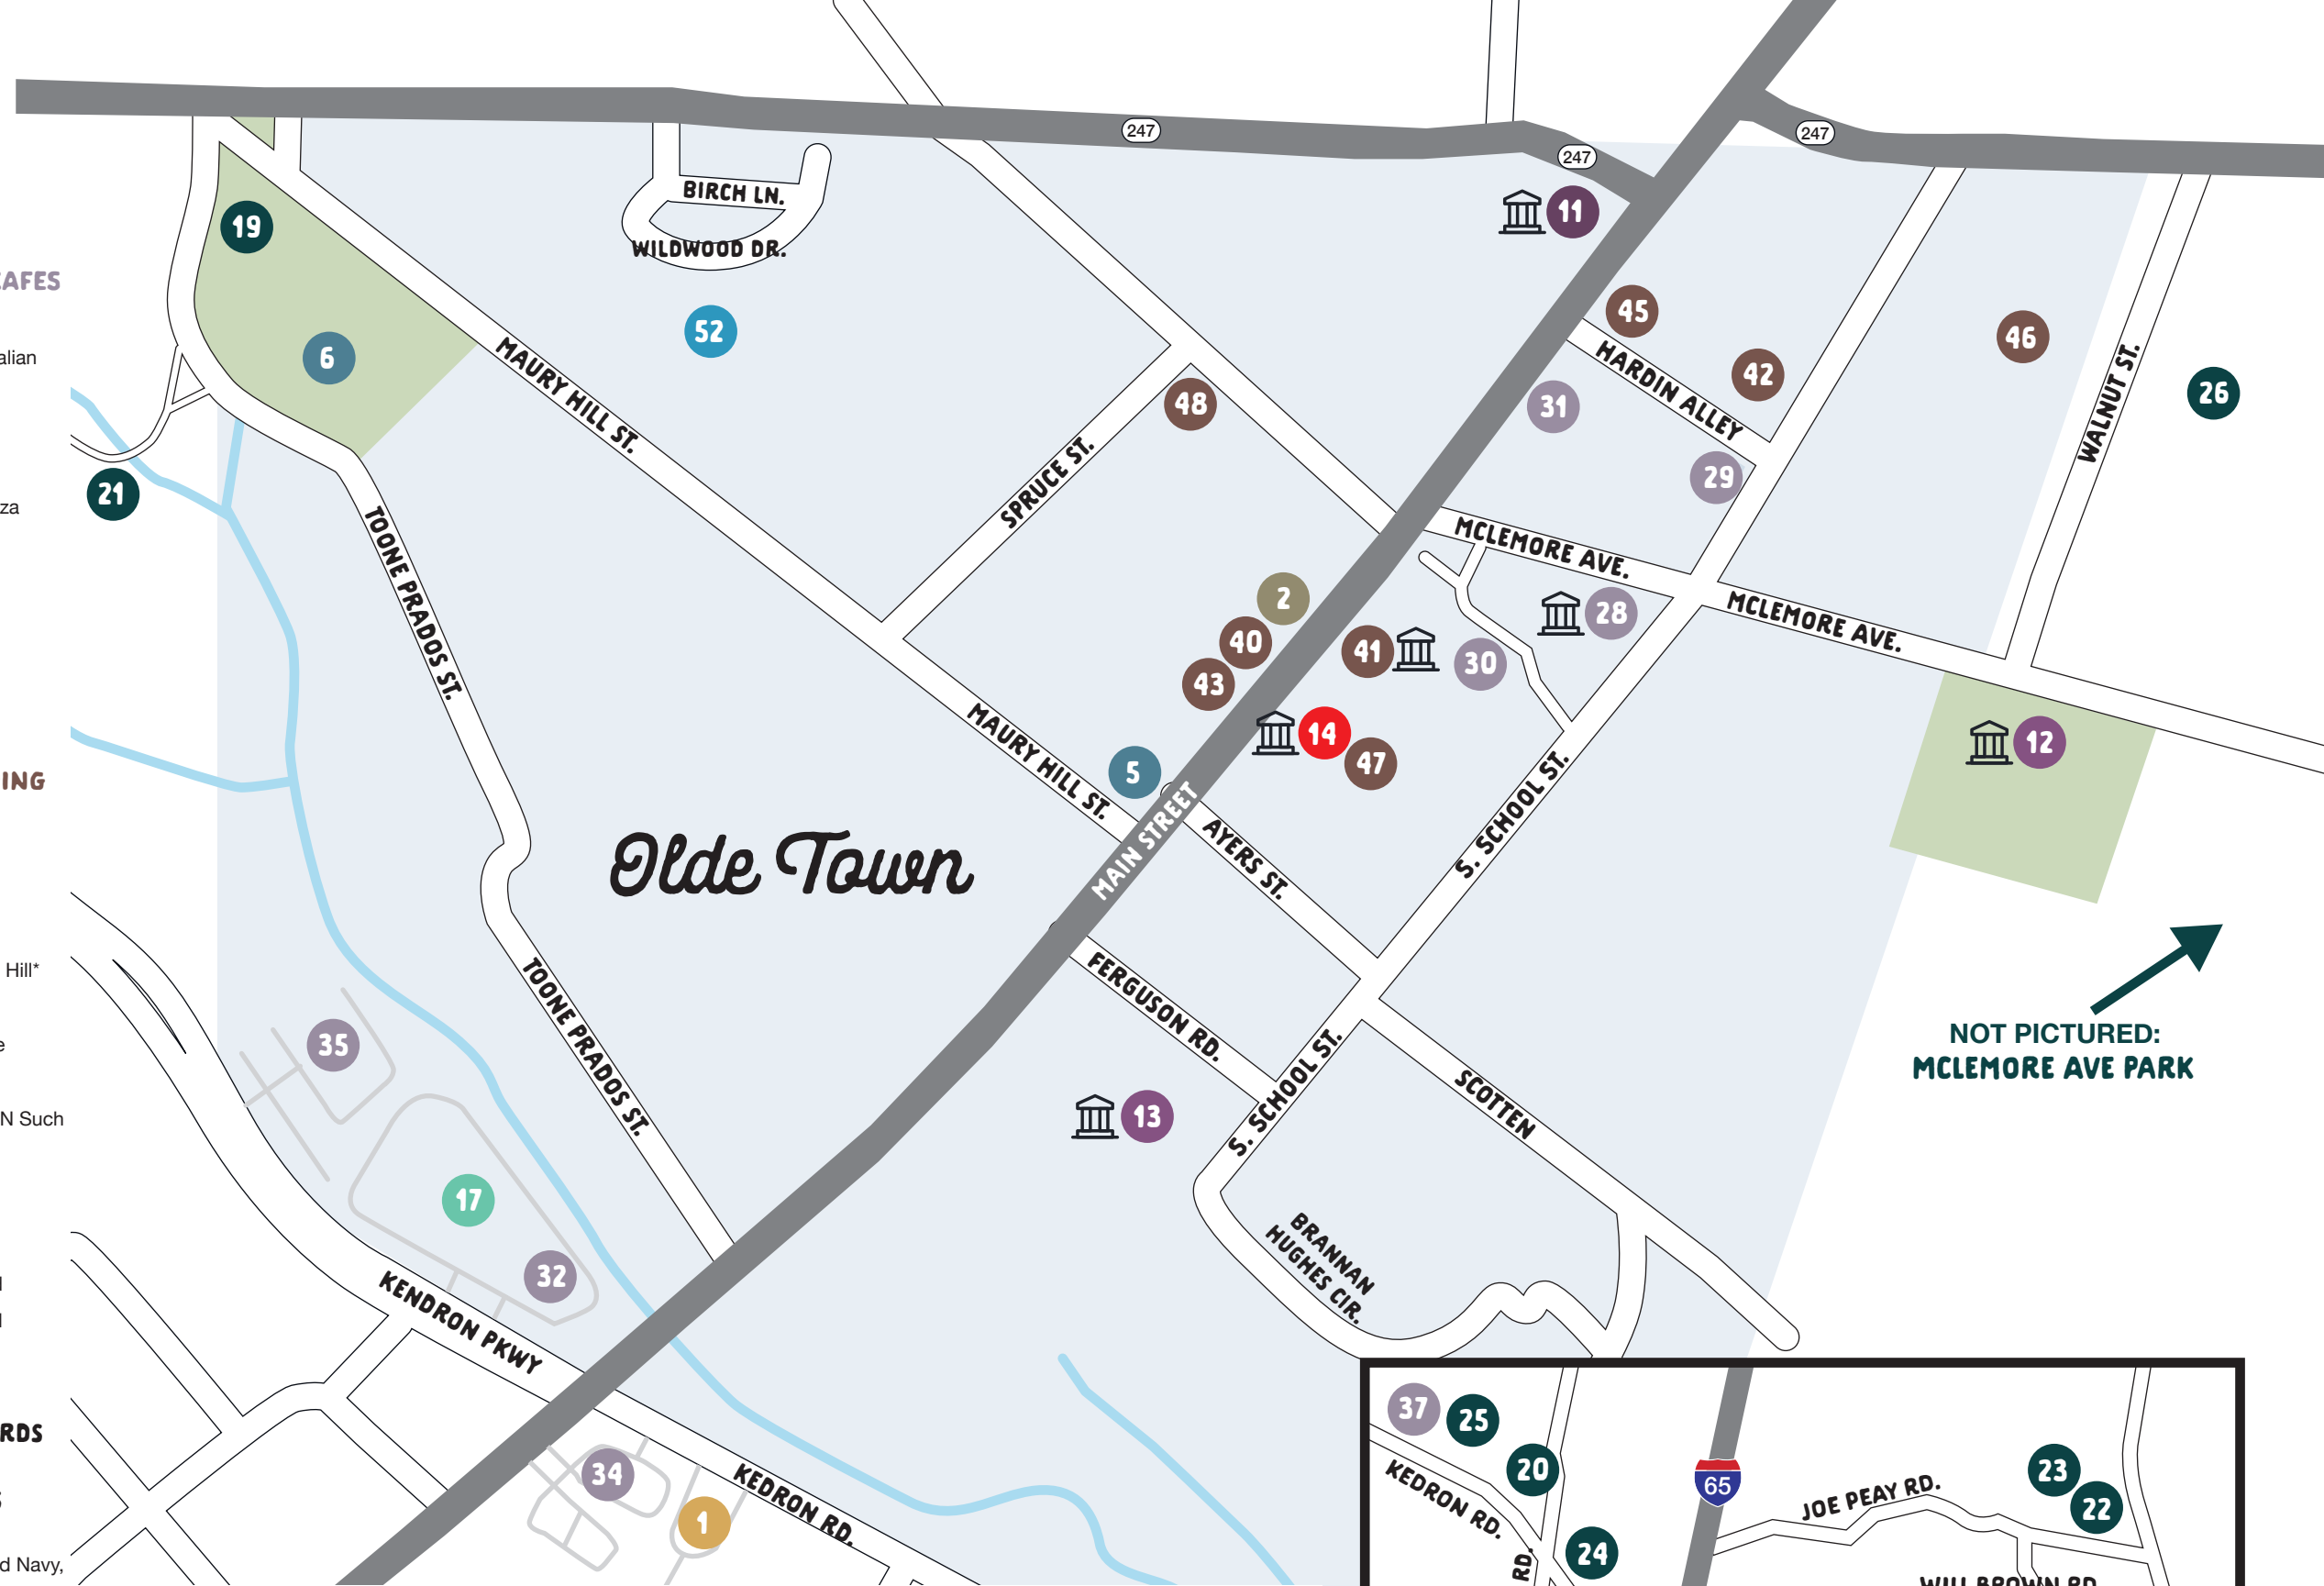 247
247
247
BIRCH LN.
WILDWOOD DR.
11
19
CAFES
45
6
52
alian
46
42
HARDIN ALLEY
MAURY HILL ST.
48
31
WALNUT ST.
26
29
21
SPRUCE ST.
za
TOONE PRADOS ST.
MCLEMORE AVE.
2
28
MCLEMORE AVE.
40
41
30
43
14
12
47
5
MAURY HILL ST.
ING
MAIN STREET
AYERS ST.
S. SCHOOL ST.
Olde Town
Hill*
FERGUSON RD.
TOONE PRADOS ST.
NOT PICTURED:
MCLEMORE AVE PARK
35
e
S. SCHOOL ST.
SCOTTEN
13
N Such
17
BRANNAN
HUGHES CIR.
32
KENDRON PKWY
37
25
RDS
34
KEDRON RD.
1
20
KEDRON RD.
65
JOE PEAY RD.
23
22
24
RD.
d Navy,
WILL BROWN RD